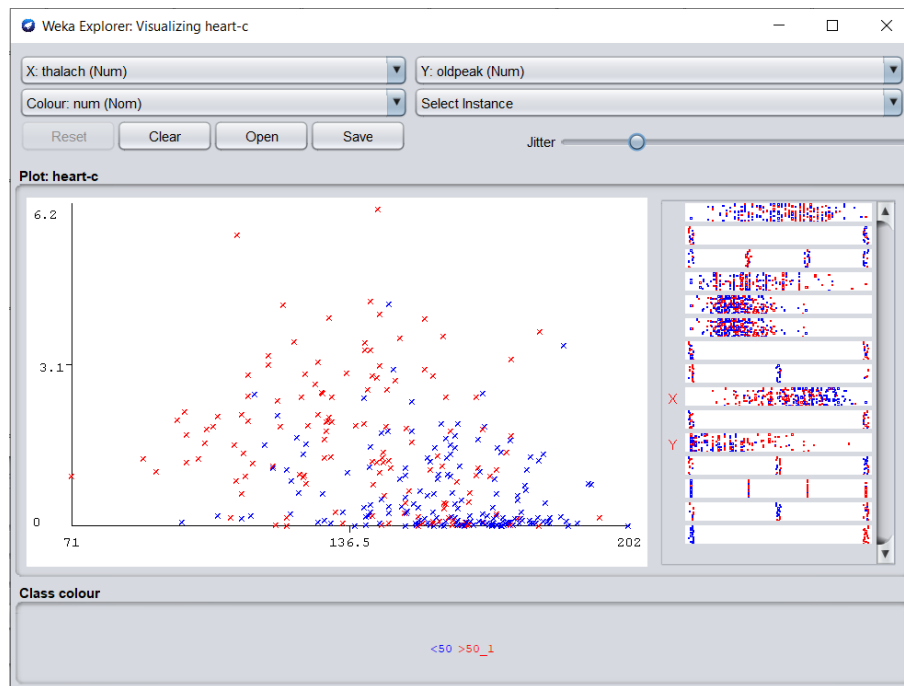 Weka Explorer: Visualizing heart-c
X: thalach (Num) Y: oldpeak (Num)
Colour: num (Nom) Select Instance
Reset Clear Open Save Jitter
Plot: heart-c
6.2
3.1
0
71 136.5 202
X
Y
Class colour
<50 >50_1